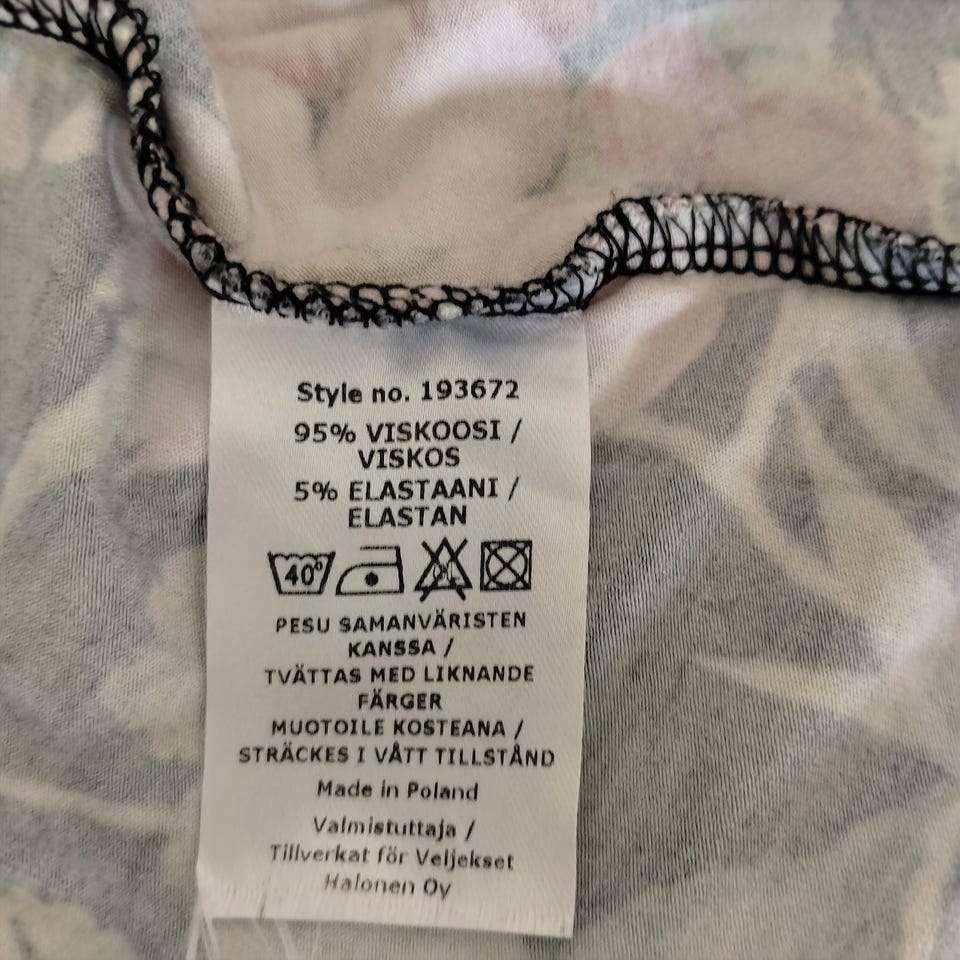 Style no. 193672
95% VISKOOSI /
VISKOS
5% ELASTAANI /
ELASTAN
40°
PESU SAMANVÄRISTEN
KANSSA /
TVÄTTAS MED LIKNANDE
FÄRGER
MUOTOILE KOSTEANA /
STRÄCKES I VÅTT TILLSTÅND
Made in Poland
Valmistuttaja /
Tillverkat för Veljekset
Halonen Oy